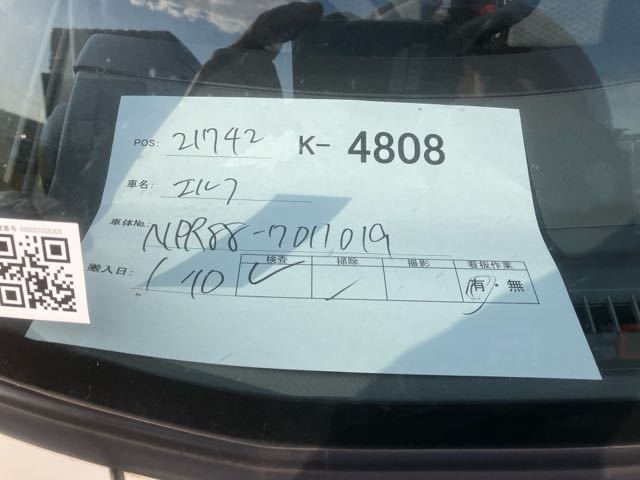 POS: 21742 K- 4808
車名: エルフ
車体No. NPR88-7011019
搬入日: 1/10
検査 掃除 撮影 看板作業
有・無